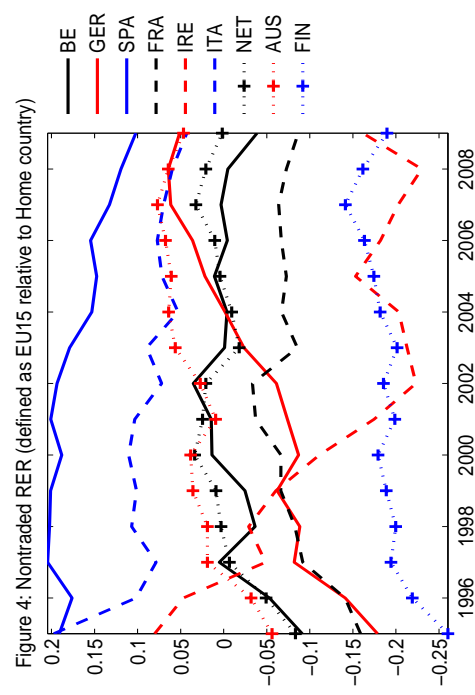 Figure 4: Nontraded RER (defined as EU15 relative to Home country)
0.2
0.15
0.1
0.05
0
−0.05
−0.1
−0.15
−0.2
−0.25
1996
1998
2000
2002
2004
2006
2008
BE
GER
SPA
FRA
IRE
ITA
NET
AUS
FIN